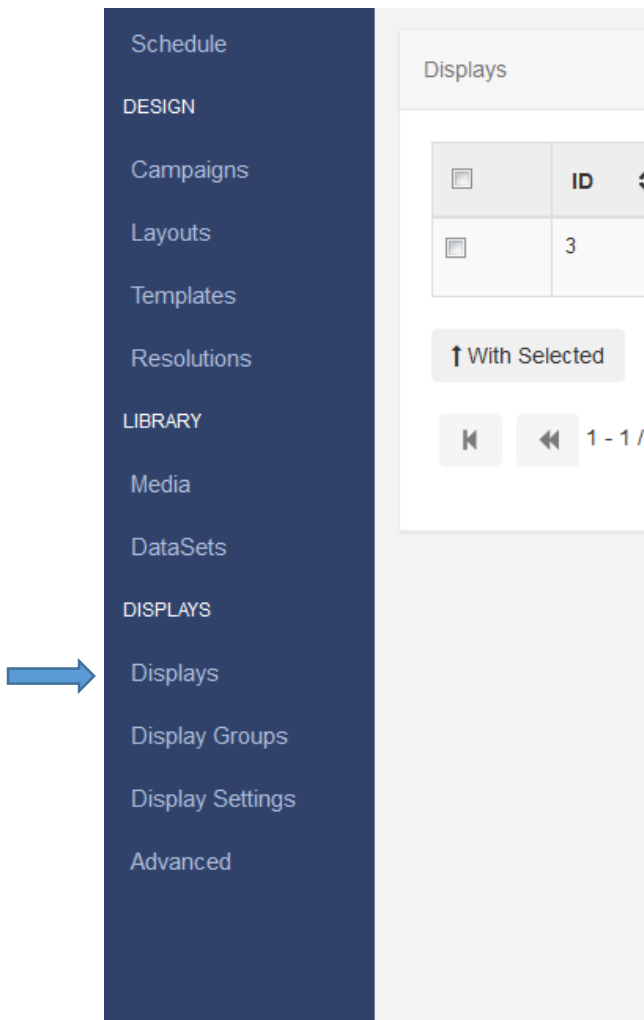 Schedule
DESIGN
Campaigns
Layouts
Templates
Resolutions
LIBRARY
Media
DataSets
DISPLAYS
Displays
Display Groups
Display Settings
Advanced
Displays
ID
3
With Selected
1 - 1 /